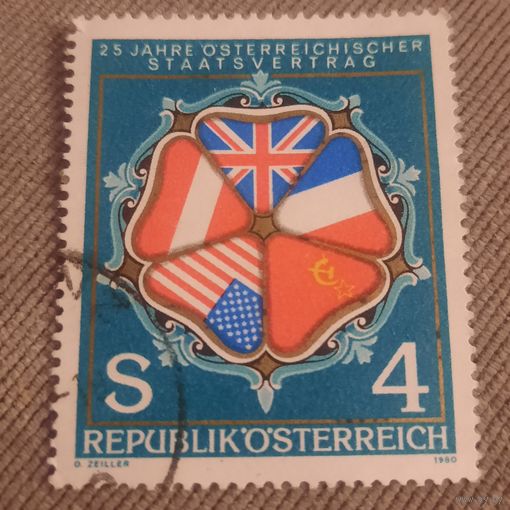 25 JAHRE ÖSTERREICHISCHER
STAATSVERTRAG
S 4
REPUBLIK ÖSTERREICH
O. ZEILLER 1980